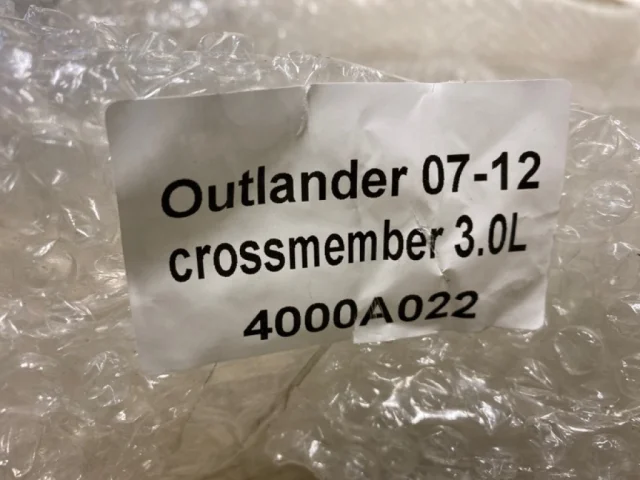 Outlander 07-12
crossmember 3.0L
4000A022